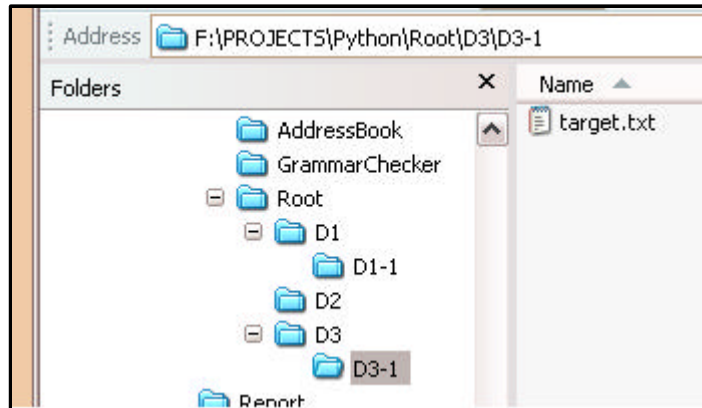 Address F:\PROJECTS\Python\Root\D3\D3-1
Folders
Name
AddressBook
target.txt
GrammarChecker
Root
D1
D1-1
D2
D3
D3-1
Report